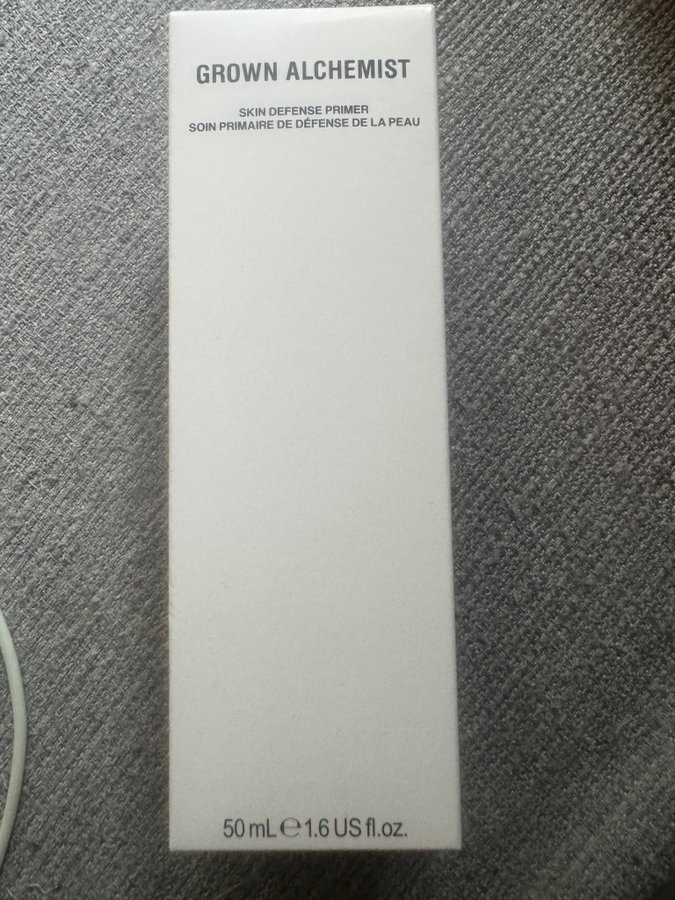 GROWN ALCHEMIST
SKIN DEFENSE PRIMER
SOIN PRIMAIRE DE DÉFENSE DE LA PEAU
50 mL ℮ 1.6 US fl.oz.